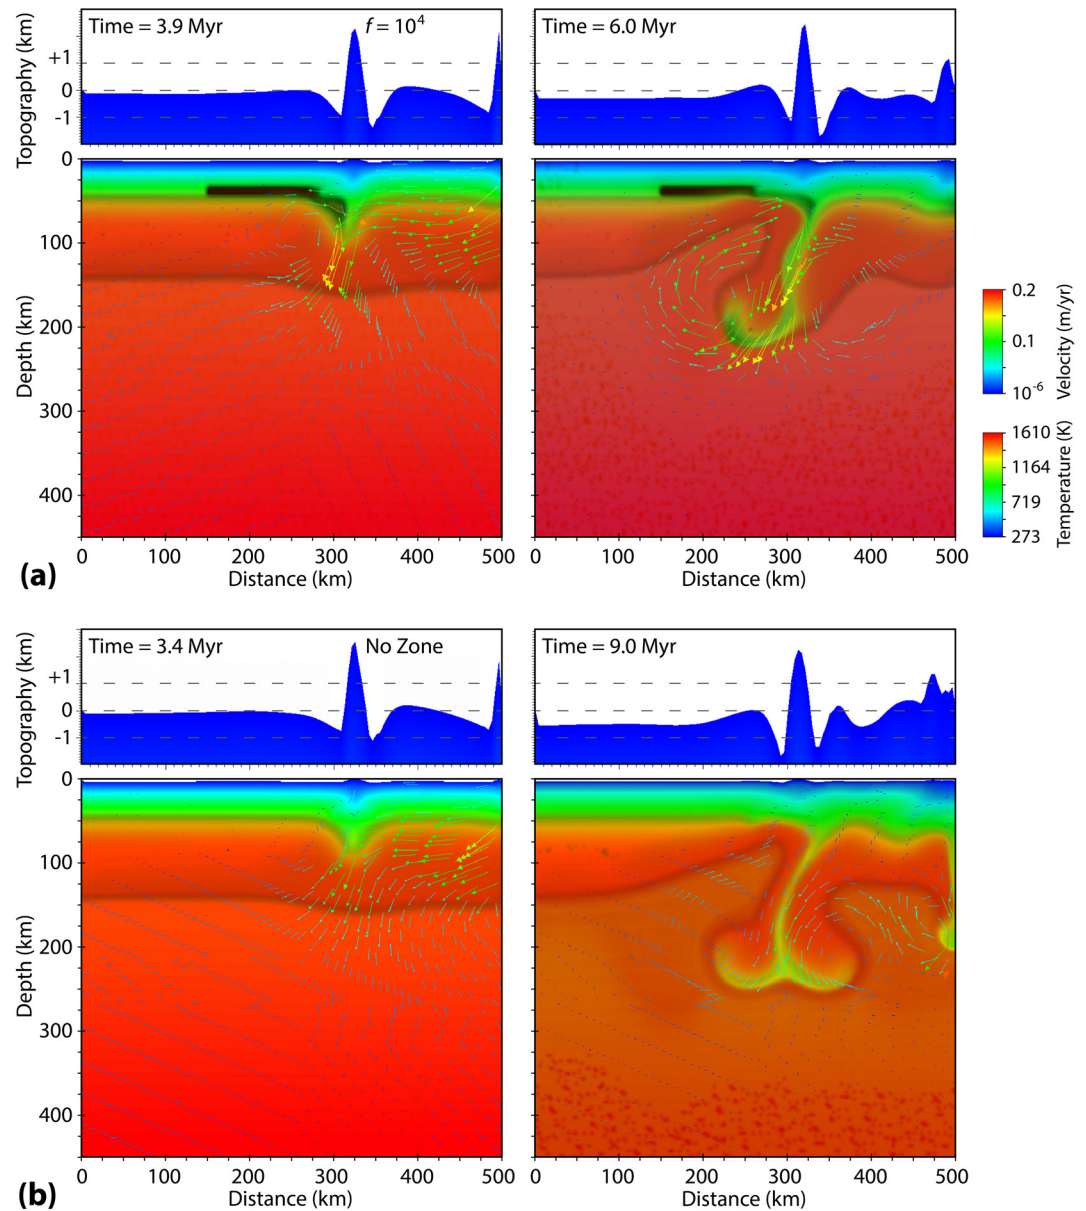 Time = 3.9 Myr f = 10⁴ Time = 6.0 Myr
Topography (km)
+1
0
-1
0
100
200
300
400
Depth (km)
0 100 200 300 400 500 0 100 200 300 400 500
Distance (km) Distance (km)
0.2
0.1
10⁻⁶
Velocity (m/yr)
1610
1164
719
273
Temperature (K)
(a)
Time = 3.4 Myr No Zone Time = 9.0 Myr
Topography (km)
+1
0
-1
0
100
200
300
400
Depth (km)
0 100 200 300 400 500 0 100 200 300 400 500
Distance (km) Distance (km)
(b)